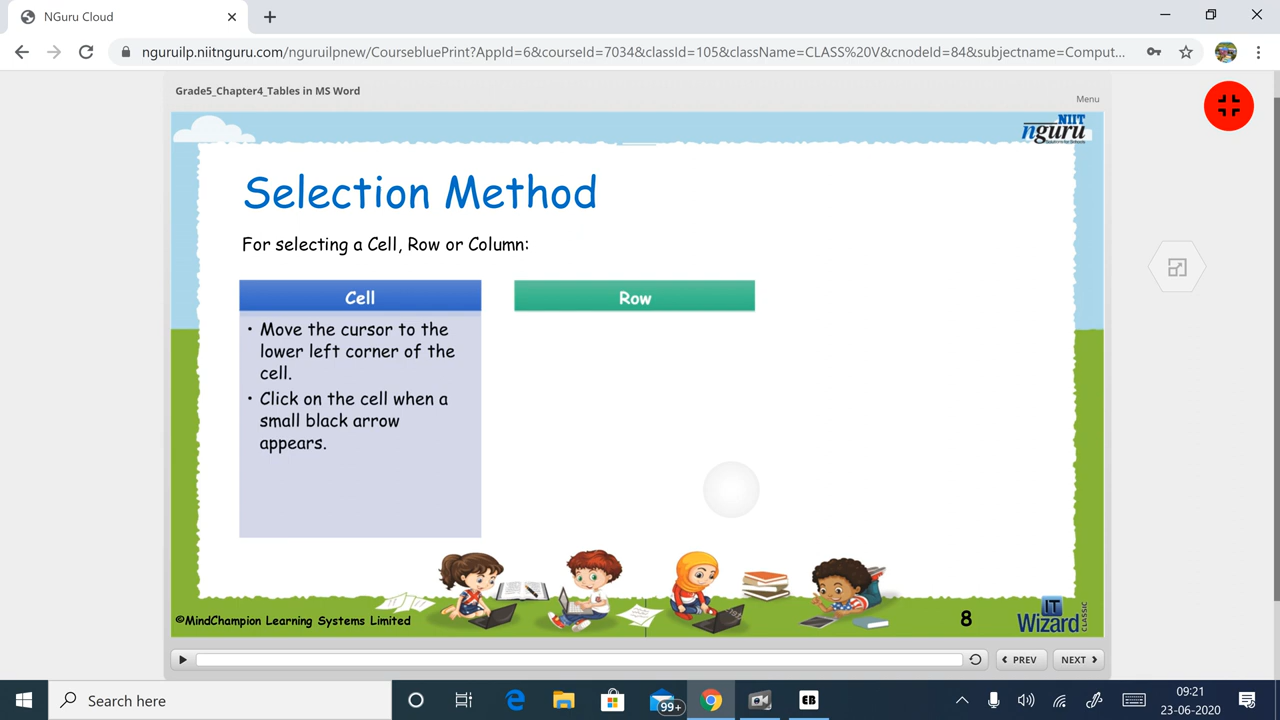 NGuru Cloud
nguruilp.niitnguru.com/nguruilpnew/CoursebluePrint?AppId=6&courseId=7034&classId=105&className=CLASS%20V&cnodeId=84&subjectname=Comput...
Grade5_Chapter4_Tables in MS Word
Menu
NIIT
nguru
Selection Method
For selecting a Cell, Row or Column:
Cell
Row
• Move the cursor to the
lower left corner of the
cell.
• Click on the cell when a
small black arrow
appears.
©MindChampion Learning Systems Limited
8
IT
Wizard
CLASSIC
PREV
NEXT
Search here
99+
EB
09:21
23-06-2020